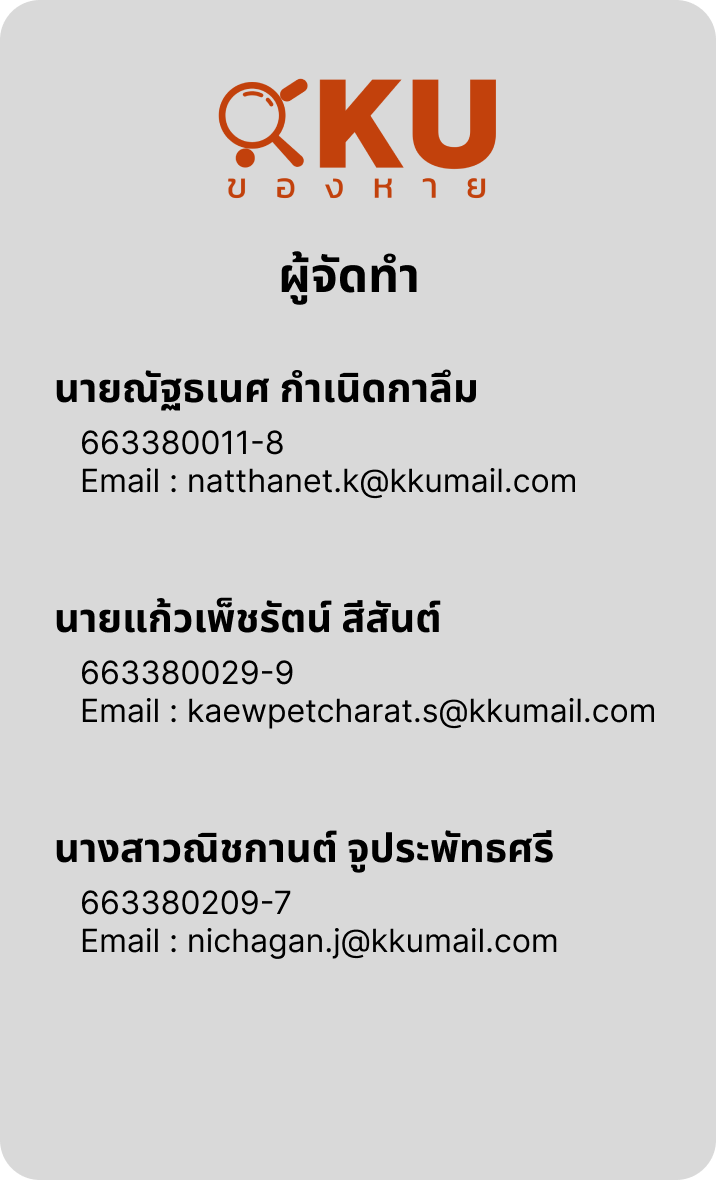 KKU
ของหาย
ผู้จัดทำ
นายณัฐธเนศ กำเนิดกาลึม
663380011-8
Email : natthanet.k@kkumail.com
นายแก้วเพ็ชรัตน์ สีสันต์
663380029-9
Email : kaewpetcharat.s@kkumail.com
นางสาวณิชกานต์ จูประพัทธศรี
663380209-7
Email : nichagan.j@kkumail.com